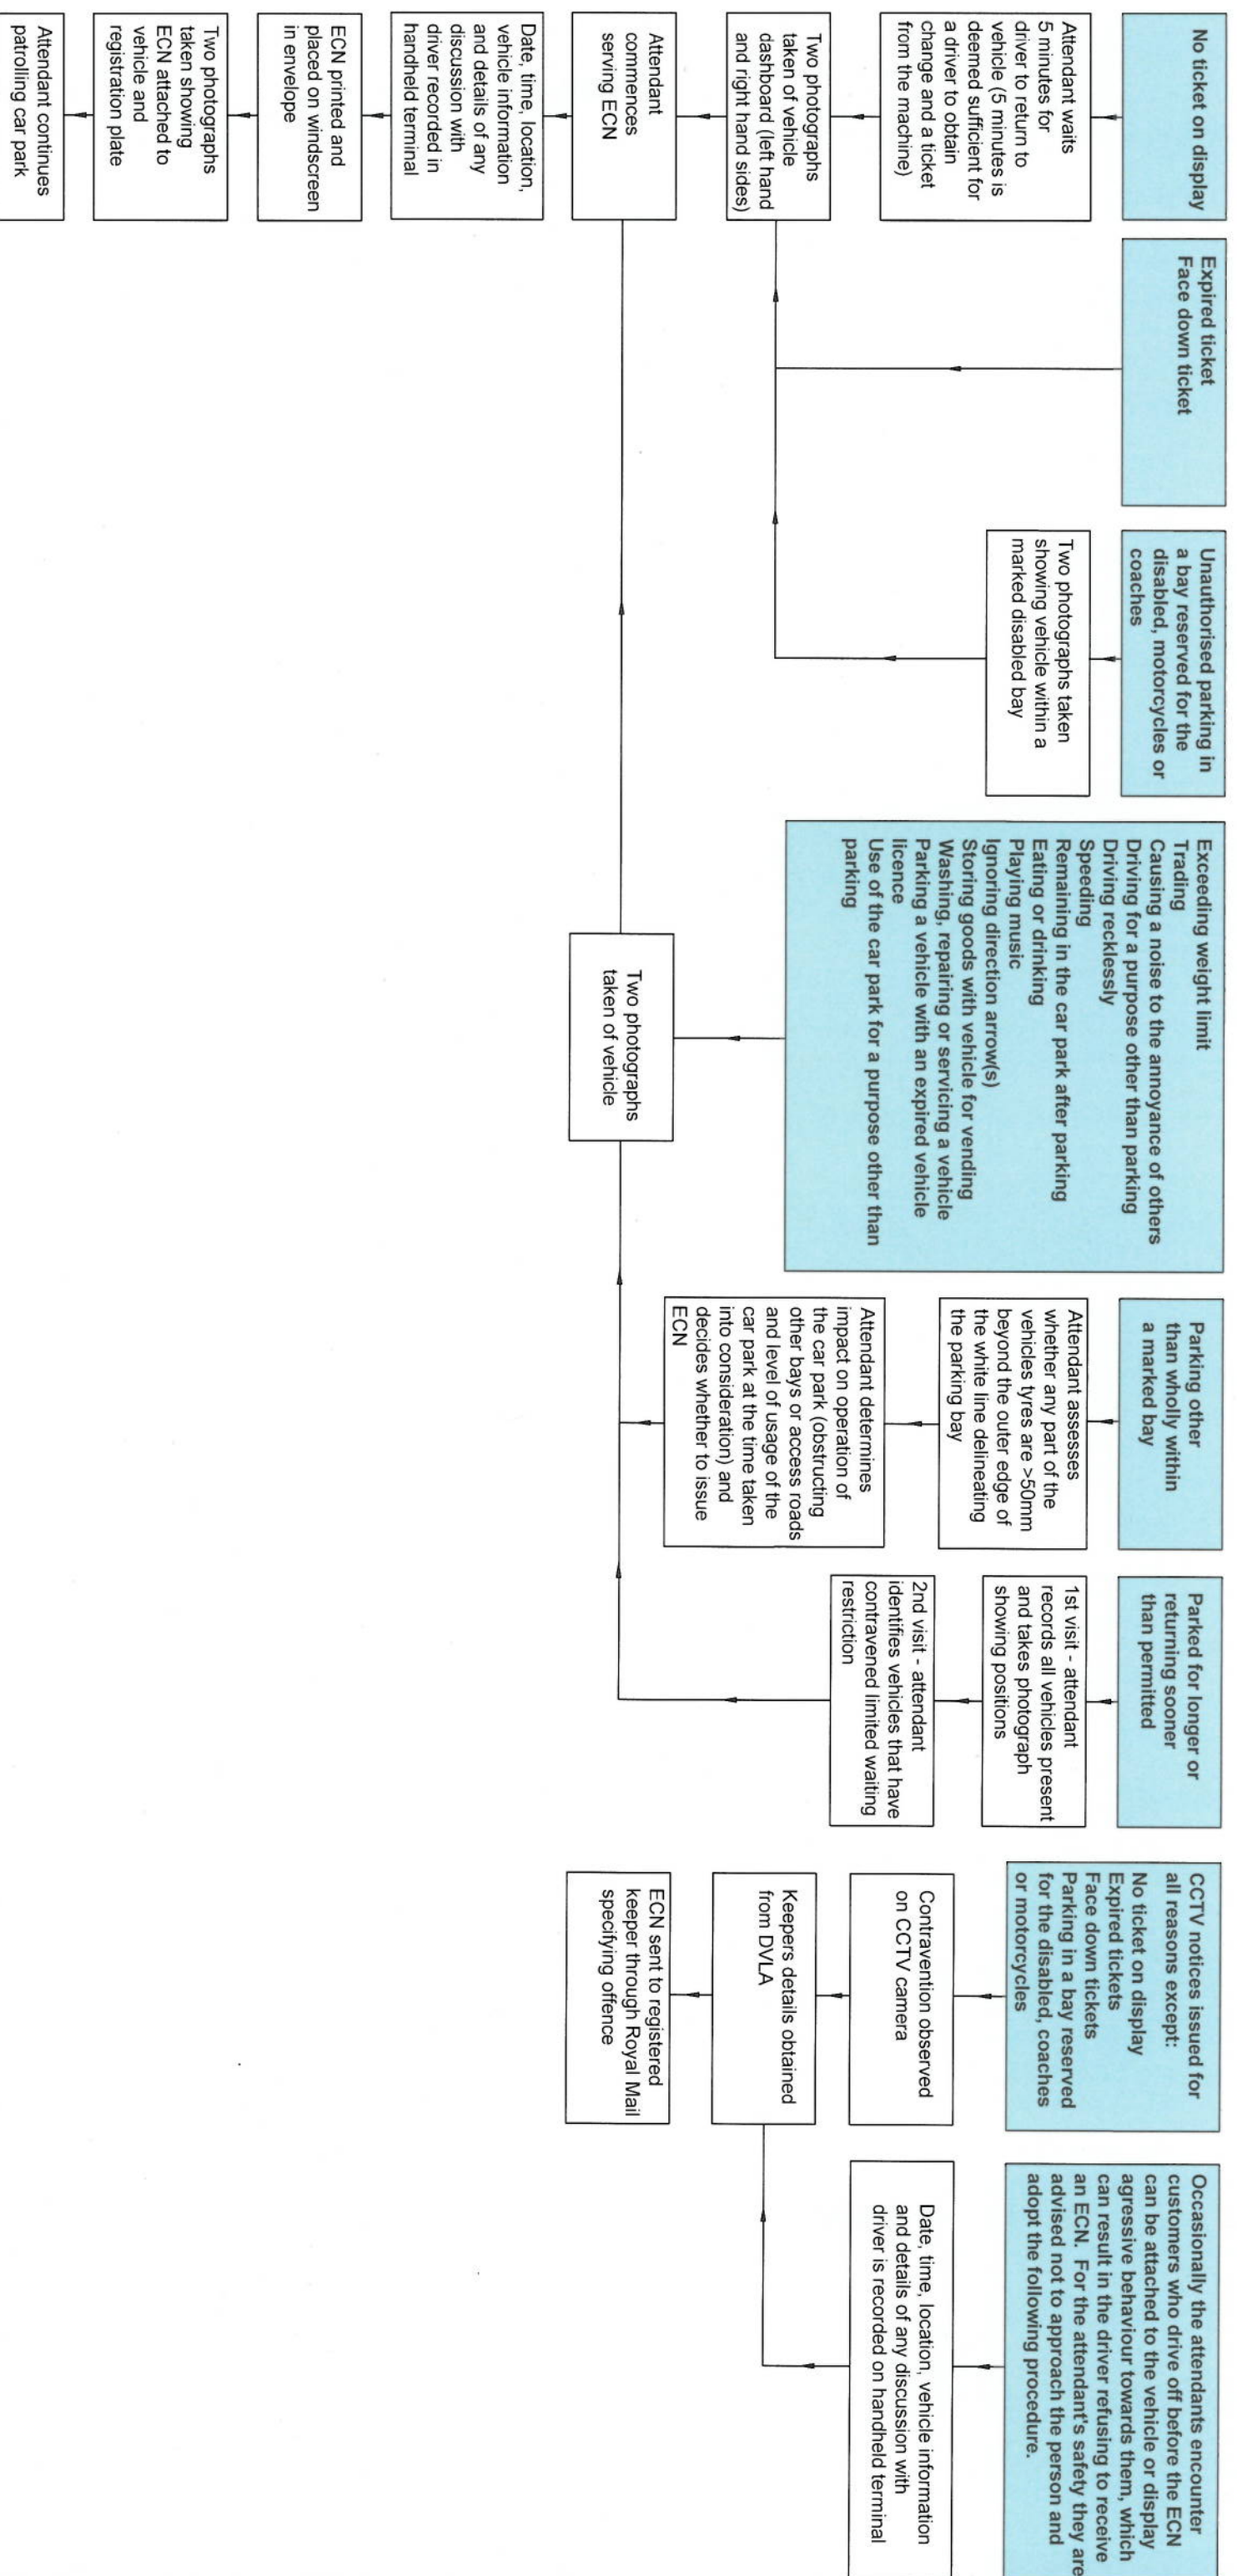 No ticket on display
Attendant waits
5 minutes for
driver to return to
vehicle (5 minutes is
deemed sufficient for
a driver to obtain
change and a ticket
from the machine)
Two photographs
taken of vehicle
dashboard (left hand
and right hand sides)
Attendant
commences
serving ECN
Date, time, location,
vehicle information
and details of any
discussion with
driver recorded in
handheld terminal
ECN printed and
placed on windscreen
in envelope
Two photographs
taken showing
ECN attached to
vehicle and
registration plate
Attendant continues
patrolling car park
Expired ticket
Face down ticket
Unauthorised parking in
a bay reserved for the
disabled, motorcycles or
coaches
Two photographs taken
showing vehicle within a
marked disabled bay
Exceeding weight limit
Trading
Causing a noise to the annoyance of others
Driving for a purpose other than parking
Driving recklessly
Speeding
Remaining in the car park after parking
Eating or drinking
Playing music
Ignoring direction arrow(s)
Storing goods with vehicle for vending
Washing, repairing or servicing a vehicle
Parking a vehicle with an expired vehicle
licence
Use of the car park for a purpose other than
parking
Two photographs
taken of vehicle
Parking other
than wholly within
a marked bay
Attendant assesses
whether any part of the
vehicles tyres are >50mm
beyond the outer edge of
the white line delineating
the parking bay
Attendant determines
impact on operation of
the car park (obstructing
other bays or access roads
and level of usage of the
car park at the time taken
into consideration) and
decides whether to issue
ECN
Parked for longer or
returning sooner
than permitted
1st visit - attendant
records all vehicles present
and takes photograph
showing positions
2nd visit - attendant
identifies vehicles that have
contravened limited waiting
restriction
CCTV notices issued for
all reasons except:
No ticket on display
Expired tickets
Face down tickets
Parking in a bay reserved
for the disabled, coaches
or motorcycles
Contravention observed
on CCTV camera
Keepers details obtained
from DVLA
ECN sent to registered
keeper through Royal Mail
specifying offence
Occasionally the attendants encounter
customers who drive off before the ECN
can be attached to the vehicle or display
agressive behaviour towards them, which
can result in the driver refusing to receive
an ECN. For the attendant's safety they are
advised not to approach the person and
adopt the following procedure.
Date, time, location, vehicle information
and details of any discussion with
driver is recorded on handheld terminal